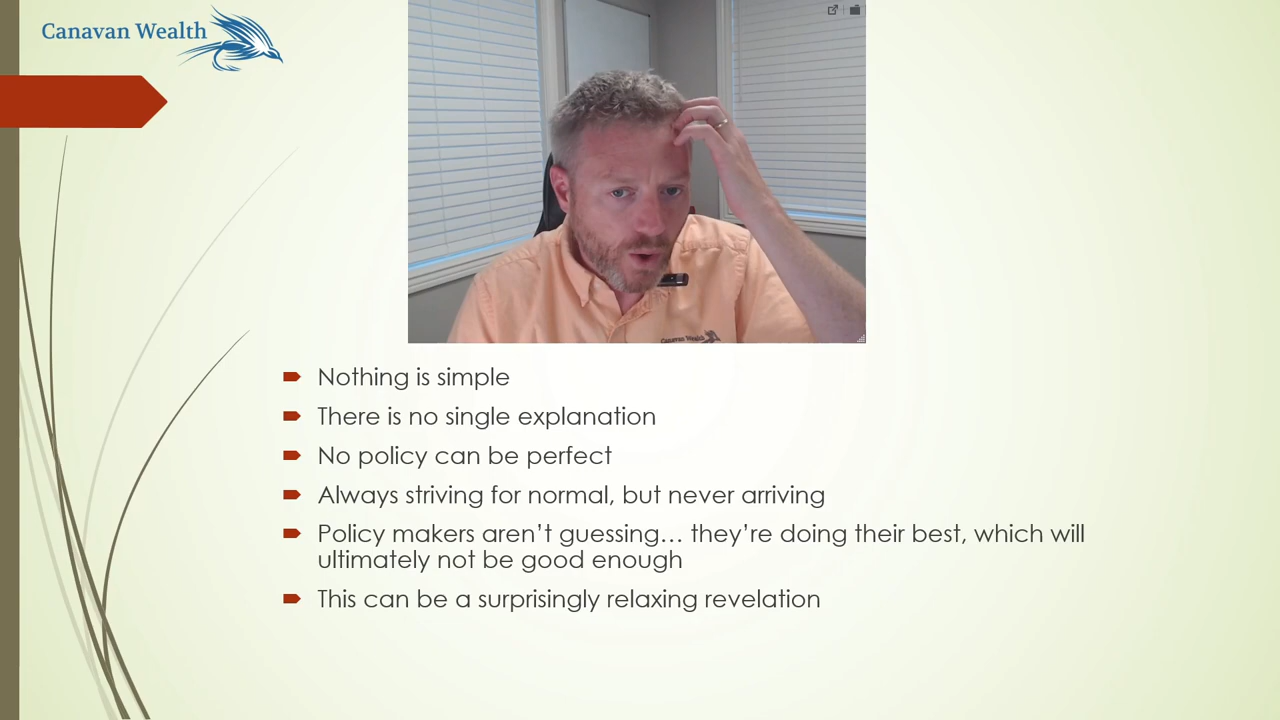 Canavan Wealth
Canavan Wealth
Nothing is simple
There is no single explanation
No policy can be perfect
Always striving for normal, but never arriving
Policy makers aren’t guessing… they’re doing their best, which will
ultimately not be good enough
This can be a surprisingly relaxing revelation